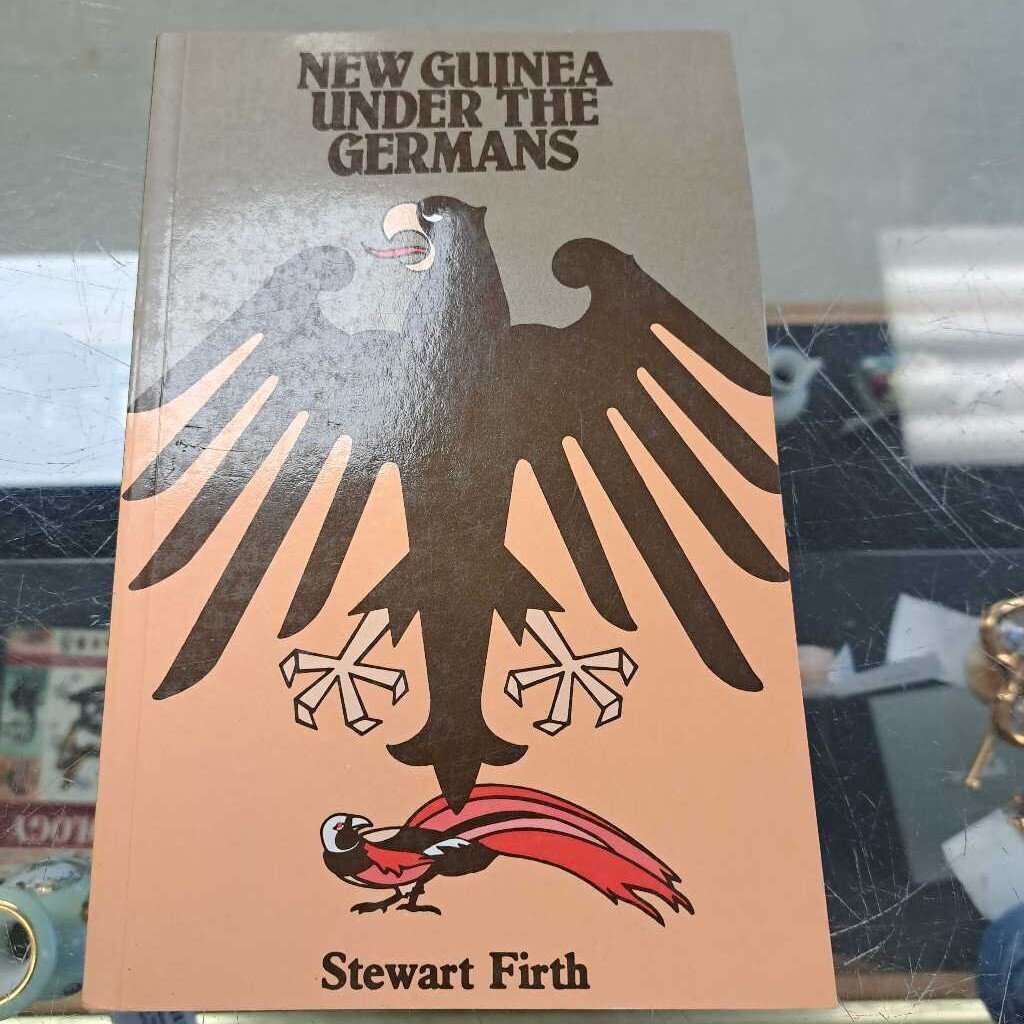 NEW GUINEA
UNDER THE
GERMANS
Stewart Firth